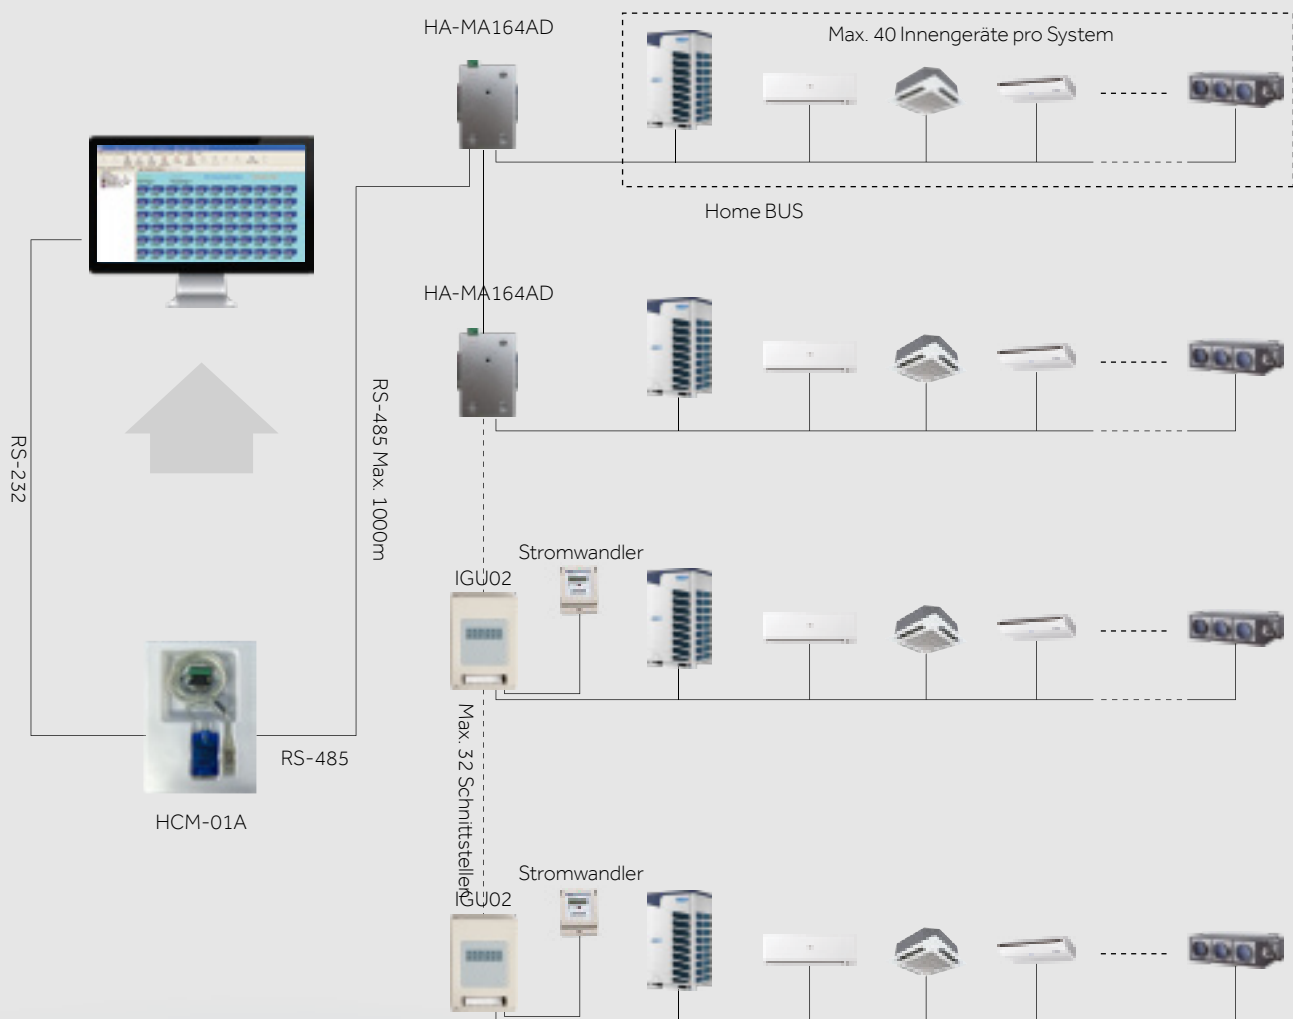 HA-MA164AD
Max. 40 Innengeräte pro System
Home BUS
HA-MA164AD
RS-232
RS-485 Max. 1000m
Stromwandler
IGU02
RS-485
Max. 32 Schnittstellen
HCM-01A
Stromwandler
IGU02